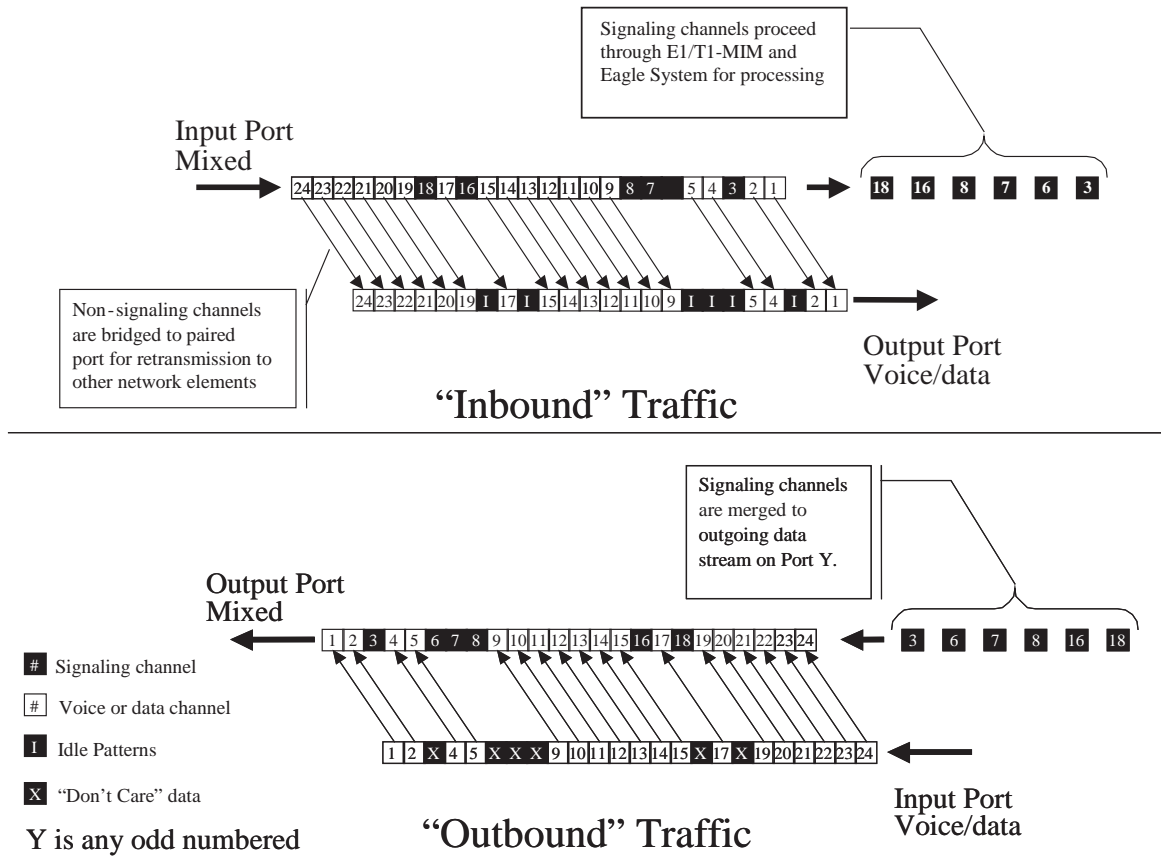 Signaling channels proceed
through E1/T1-MIM and
Eagle System for processing
Input Port
Mixed
24 23 22 21 20 19 18 17 16 15 14 13 12 11 10 9 8 7 5 4 3 2 1
18 16 8 7 6 3
24 23 22 21 20 19 I 17 I 15 14 13 12 11 10 9 I I I 5 4 I 2 1
Non-signaling channels
are bridged to paired
port for retransmission to
other network elements
Output Port
Voice/data
“Inbound” Traffic
Signaling channels
are merged to
outgoing data
stream on Port Y.
Output Port
Mixed
1 2 3 4 5 6 7 8 9 10 11 12 13 14 15 16 17 18 19 20 21 22 23 24
3 6 7 8 16 18
# Signaling channel
# Voice or data channel
I Idle Patterns
X “Don’t Care” data
1 2 X 4 5 X X X 9 10 11 12 13 14 15 X 17 X 19 20 21 22 23 24
Input Port
Voice/data
Y is any odd numbered
“Outbound” Traffic